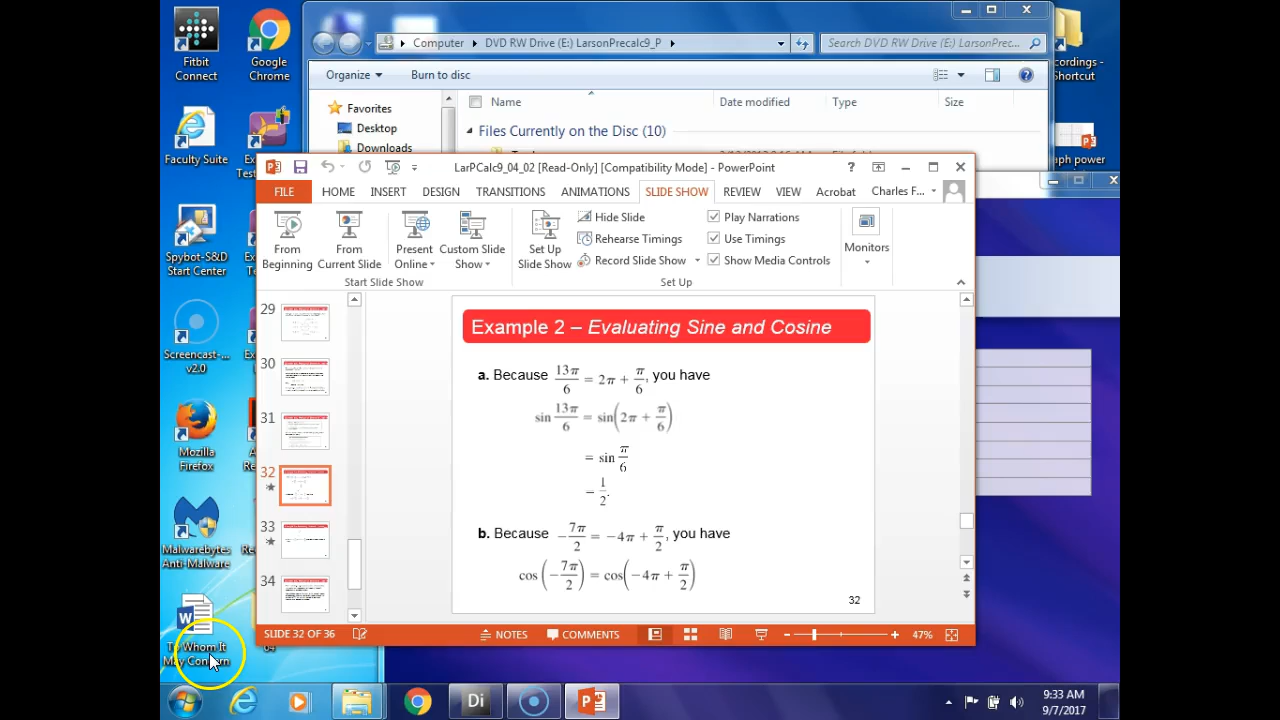 Fitbit Connect
Google Chrome
Faculty Suite
Spybot-S&D Start Center
Screencast-... v2.0
Mozilla Firefox
Malwarebytes Anti-Malware
To Whom It May Concern
Computer DVD RW Drive (E:) LarsonPrecalc9_P
Search DVD RW Drive (E:) LarsonPrec...
cordings - Shortcut
Organize Burn to disc
Favorites Name Date modified Type Size
Desktop
Downloads
Files Currently on the Disc (10)
aph power
LarPCalc9_04_02 [Read-Only] [Compatibility Mode] - PowerPoint
FILE HOME ERT DESIGN TRANSITIONS ANIMATIONS SLIDE SHOW REVIEW VIEW Acrobat Charles F...
From Beginning
From Current Slide
Present Online
Custom Slide Show
Set Up Slide Show
Hide Slide
Rehearse Timings
Record Slide Show
Play Narrations
Use Timings
Show Media Controls
Monitors
Start Slide Show Set Up
29
30
31
32
33
34
Example 2 – Evaluating Sine and Cosine
a. Because 13π/6 = 2π + π/6, you have
sin 13π/6 = sin(2π + π/6)
= sin π/6
= 1/2.
b. Because -7π/2 = -4π + π/2, you have
cos(-7π/2) = cos(-4π + π/2)
32
SLIDE 32 OF 36 NOTES COMMENTS 47%
Di
9:33 AM
9/7/2017